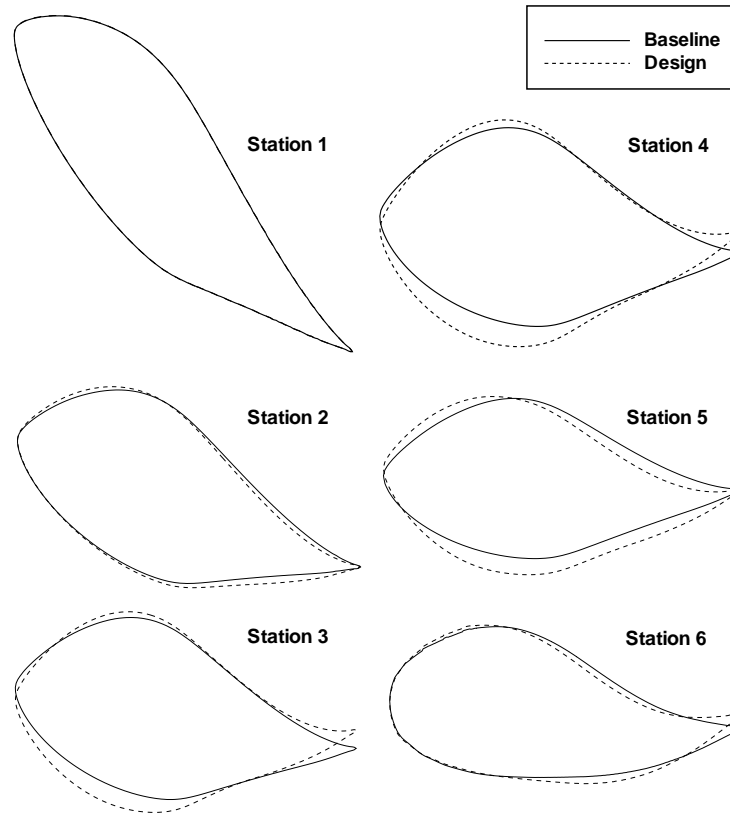 Baseline
Design
Station 1
Station 4
Station 2
Station 5
Station 3
Station 6